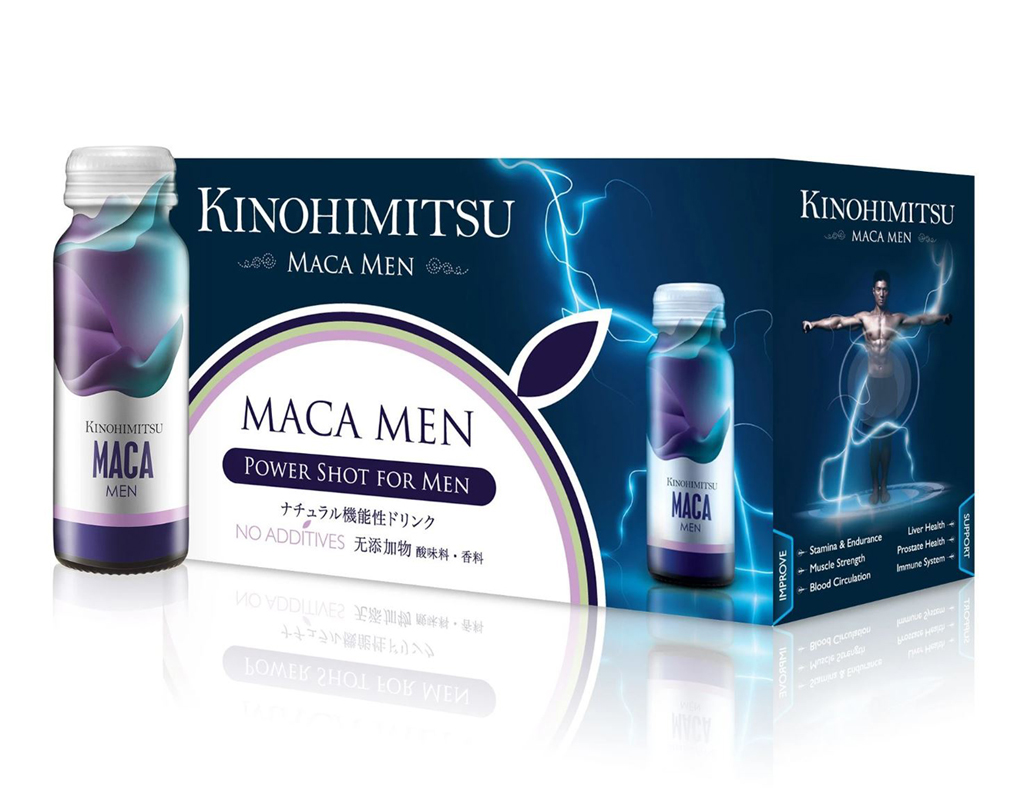 KINOHIMITSU
MACA
MEN
KINOHIMITSU
MACA MEN
MACA MEN
POWER SHOT FOR MEN
ナチュラル機能性ドリンク
NO ADDITIVES 无添加物 酸味料・香料
KINOHIMITSU
MACA
MEN
KINOHIMITSU
MACA MEN
IMPROVE
Stamina & Endurance
Muscle Strength
Blood Circulation
Liver Health
Prostate Health
Immune System
SUPPORT